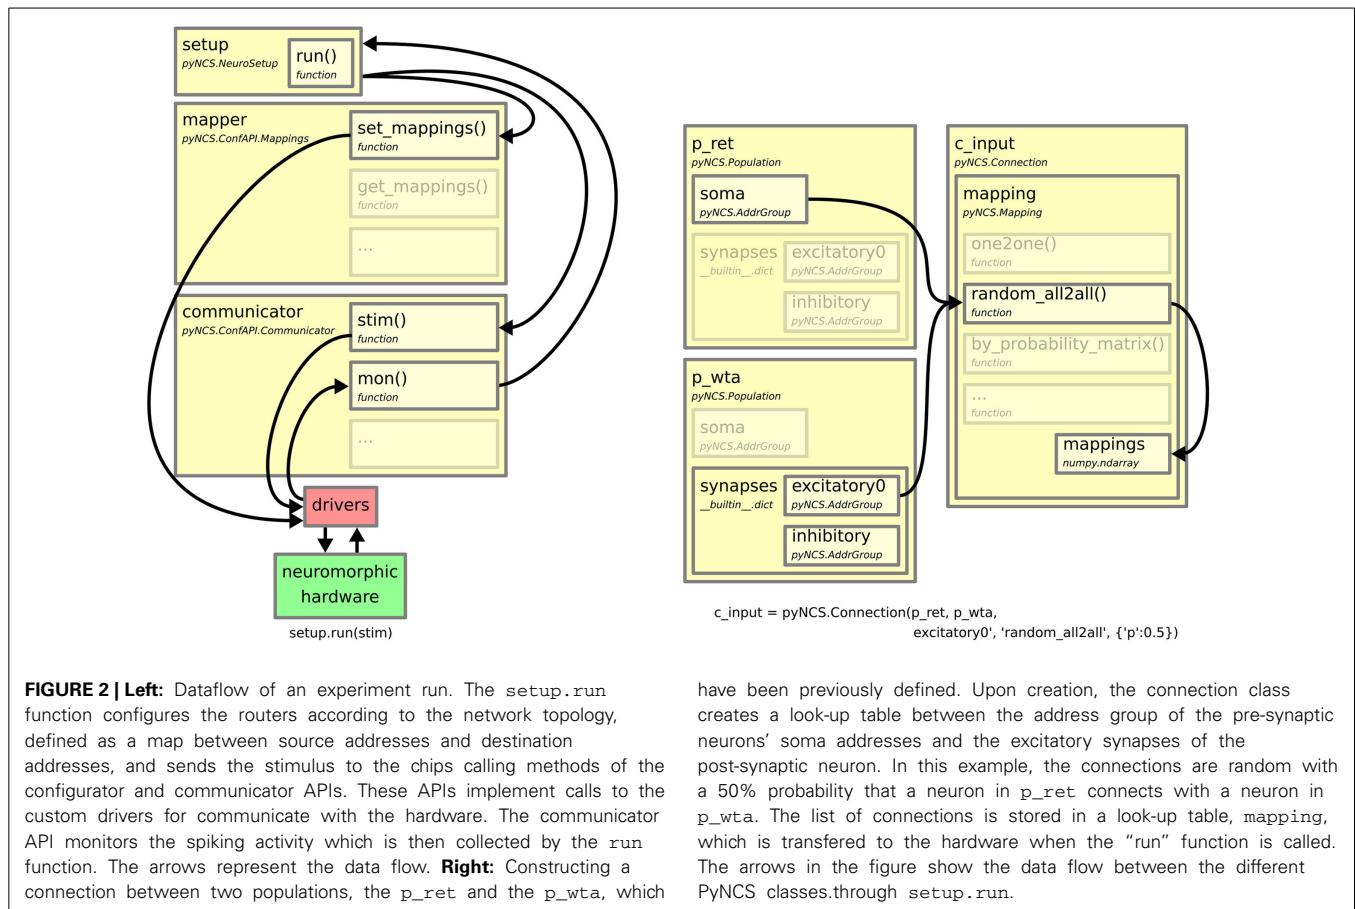 setup
pyNCS.NeuroSetup
run()
function
mapper
pyNCS.ConfAPI.Mappings
set_mappings()
function
get_mappings()
function
...
communicator
pyNCS.ConfAPI.Communicator
stim()
function
mon()
function
...
drivers
neuromorphic
hardware
setup.run(stim)
p_ret
pyNCS.Population
soma
pyNCS.AddrGroup
synapses
__builtin__.dict
excitatory0
pyNCS.AddrGroup
inhibitory
pyNCS.AddrGroup
p_wta
pyNCS.Population
soma
pyNCS.AddrGroup
synapses
__builtin__.dict
excitatory0
pyNCS.AddrGroup
inhibitory
pyNCS.AddrGroup
c_input
pyNCS.Connection
mapping
pyNCS.Mapping
one2one()
function
random_all2all()
function
by_probability_matrix()
function
...
function
mappings
numpy.ndarray
c_input = pyNCS.Connection(p_ret, p_wta,
excitatory0', 'random_all2all', {'p':0.5})
FIGURE 2 | Left: Dataflow of an experiment run. The setup.run
function configures the routers according to the network topology,
defined as a map between source addresses and destination
addresses, and sends the stimulus to the chips calling methods of the
configurator and communicator APIs. These APIs implement calls to the
custom drivers for communicate with the hardware. The communicator
API monitors the spiking activity which is then collected by the run
function. The arrows represent the data flow. Right: Constructing a
connection between two populations, the p_ret and the p_wta, which
have been previously defined. Upon creation, the connection class
creates a look-up table between the address group of the pre-synaptic
neurons' soma addresses and the excitatory synapses of the
post-synaptic neuron. In this example, the connections are random with
a 50% probability that a neuron in p_ret connects with a neuron in
p_wta. The list of connections is stored in a look-up table, mapping,
which is transfered to the hardware when the “run” function is called.
The arrows in the figure show the data flow between the different
PyNCS classes.through setup.run.